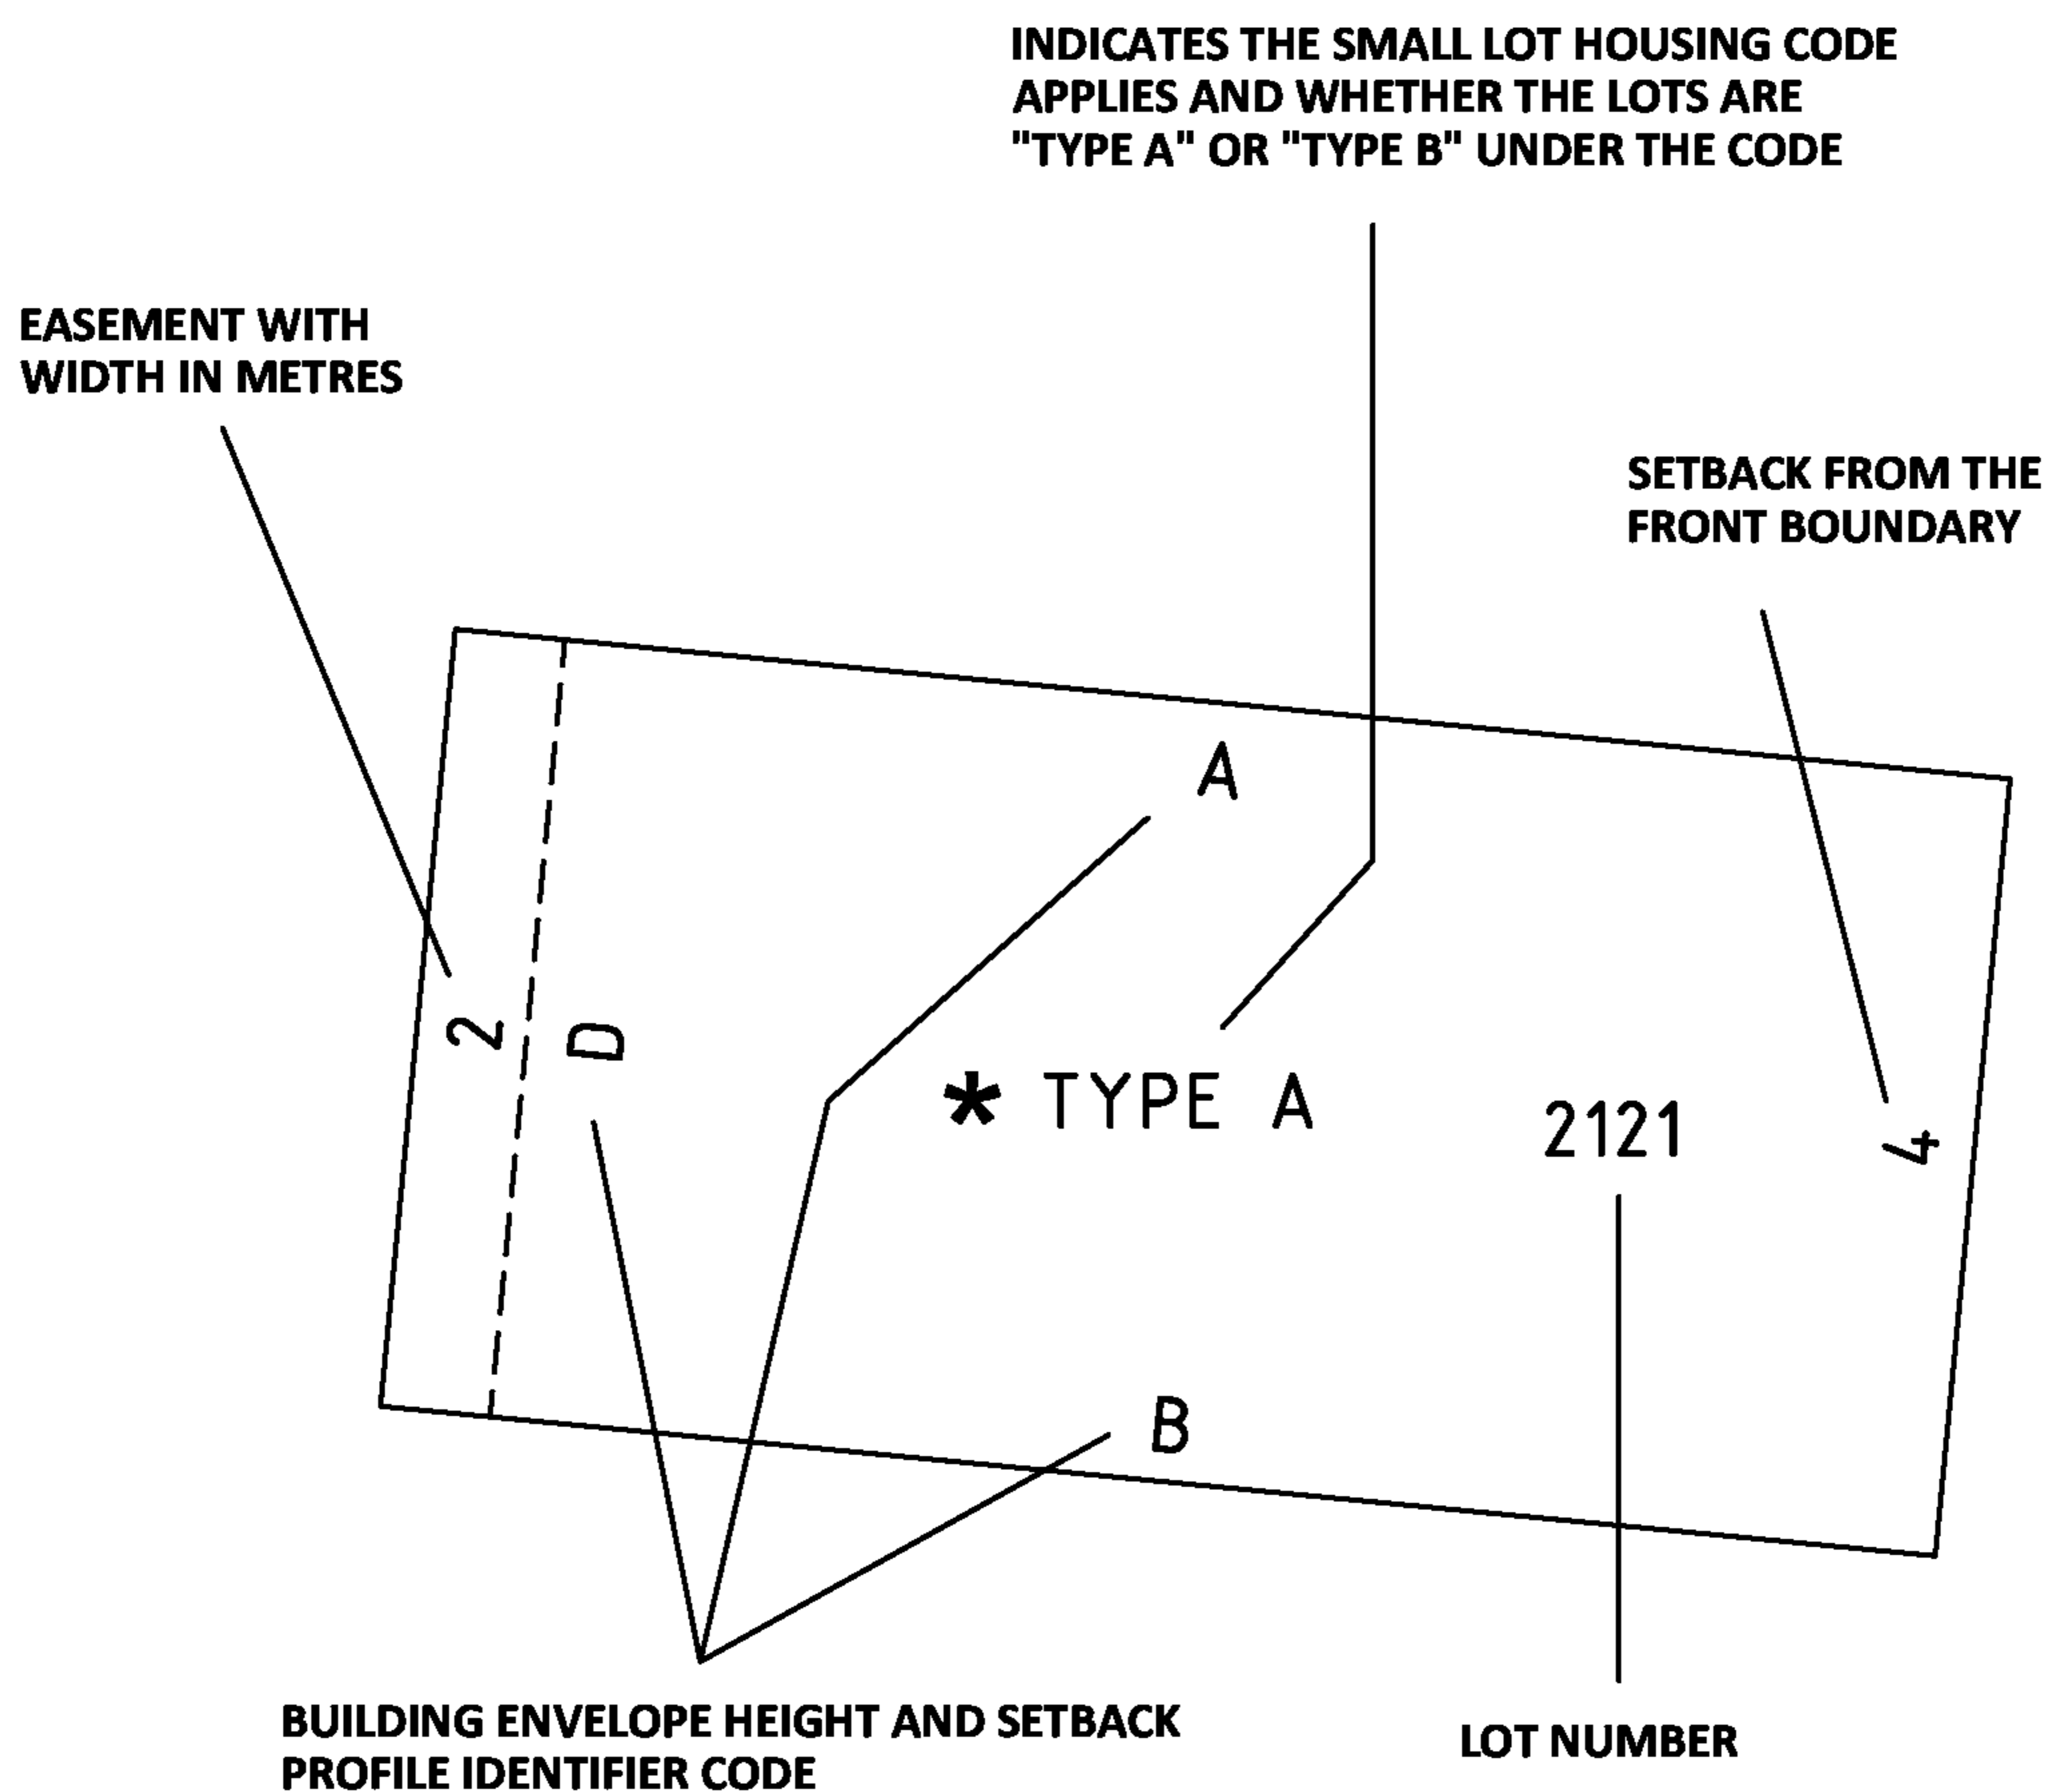 INDICATES THE SMALL LOT HOUSING CODE
APPLIES AND WHETHER THE LOTS ARE
"TYPE A" OR "TYPE B" UNDER THE CODE
EASEMENT WITH
WIDTH IN METRES
SETBACK FROM THE
FRONT BOUNDARY
A
2
D
* TYPE A
2121
4
B
BUILDING ENVELOPE HEIGHT AND SETBACK
PROFILE IDENTIFIER CODE
LOT NUMBER